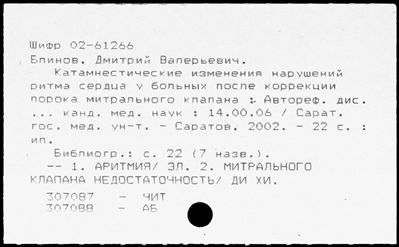 Шифр 02-61266
Блинов, Дмитрий Валерьевич.
Катамнестические изменения нарушений
ритма сердца у больных после коррекции
порока митрального клапана : Автореф. дис.
... канд. мед. наук : 14.00.06 / Сарат.
гос. мед. ун-т. - Саратов, 2002. - 22 с. :
ил.
Библиогр.: с. 22 (7 назв.).
-- 1. АРИТМИЯ/ ЭЛ. 2. МИТРАЛЬНОГО
КЛАПАНА НЕДОСТАТОЧНОСТЬ/ ДИ ХИ.
307087 - ЧИТ
307088 - АБ